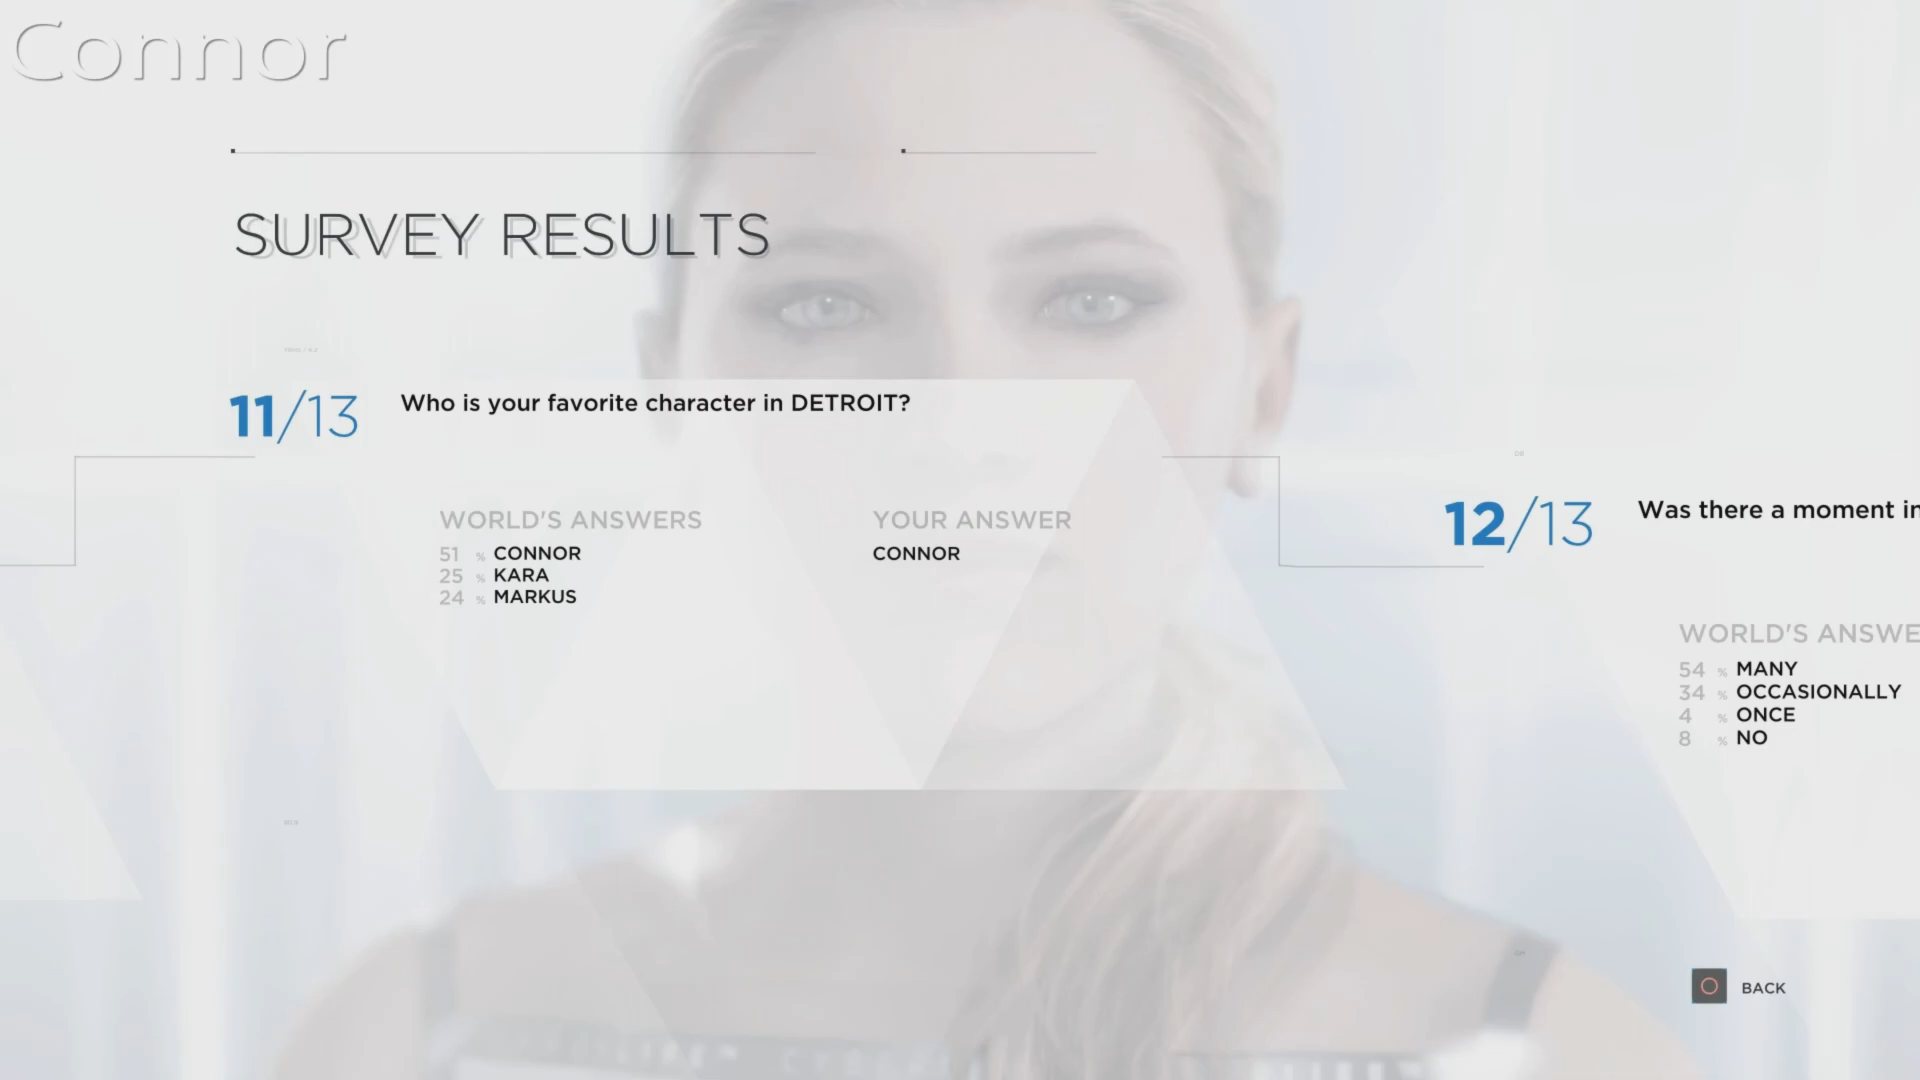 Connor
SURVEY RESULTS
11/13
Who is your favorite character in DETROIT?
WORLD'S ANSWERS
51 % CONNOR
25 % KARA
24 % MARKUS
YOUR ANSWER
CONNOR
12/13
Was there a moment in
WORLD'S ANSWE
54 % MANY
34 % OCCASIONALLY
4 % ONCE
8 % NO
BACK